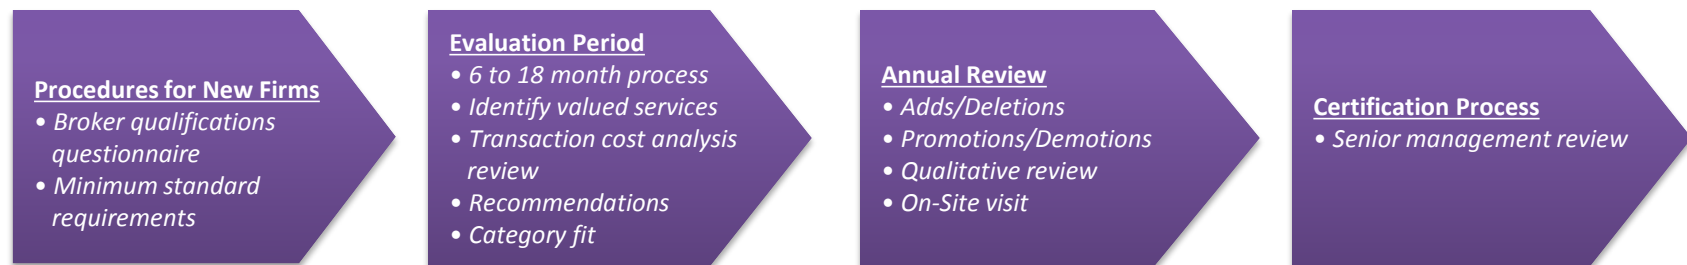 Procedures for New Firms
• Broker qualifications
questionnaire
• Minimum standard
requirements
Evaluation Period
• 6 to 18 month process
• Identify valued services
• Transaction cost analysis
review
• Recommendations
• Category fit
Annual Review
• Adds/Deletions
• Promotions/Demotions
• Qualitative review
• On-Site visit
Certification Process
• Senior management review